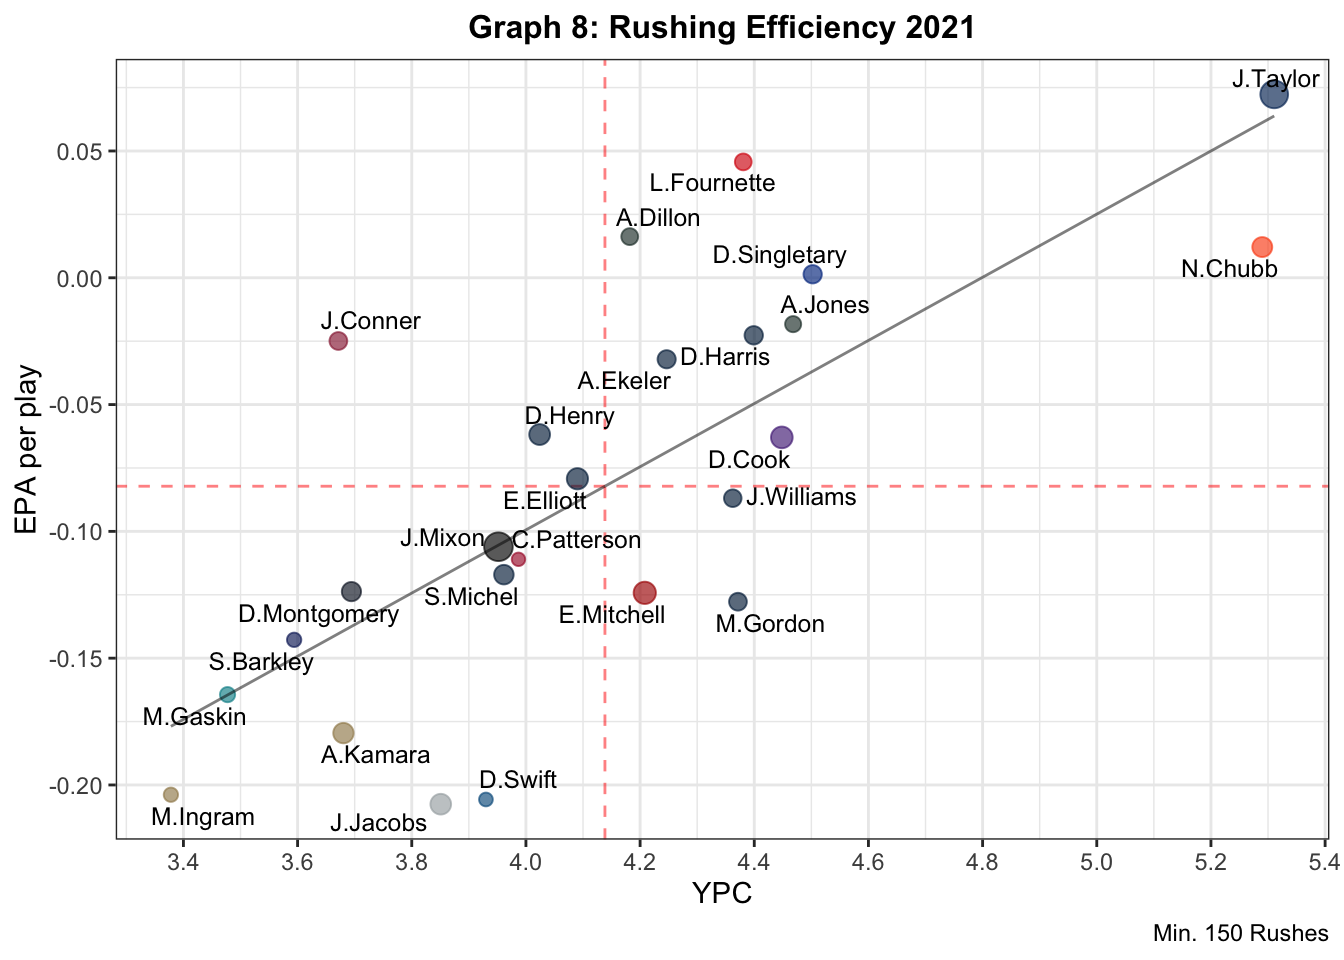 Graph 8: Rushing Efficiency 2021
J.Taylor
0.05
L.Fournette
A.Dillon
D.Singletary
N.Chubb
0.00
A.Jones
J.Conner
D.Harris
A.Ekeler
-0.05
D.Henry
D.Cook
E.Elliott
J.Williams
-0.10
J.Mixon
C.Patterson
S.Michel
D.Montgomery
E.Mitchell
M.Gordon
-0.15
S.Barkley
M.Gaskin
A.Kamara
-0.20
D.Swift
M.Ingram
J.Jacobs
EPA per play
3.4 3.6 3.8 4.0 4.2 4.4 4.6 4.8 5.0 5.2 5.4
YPC
Min. 150 Rushes